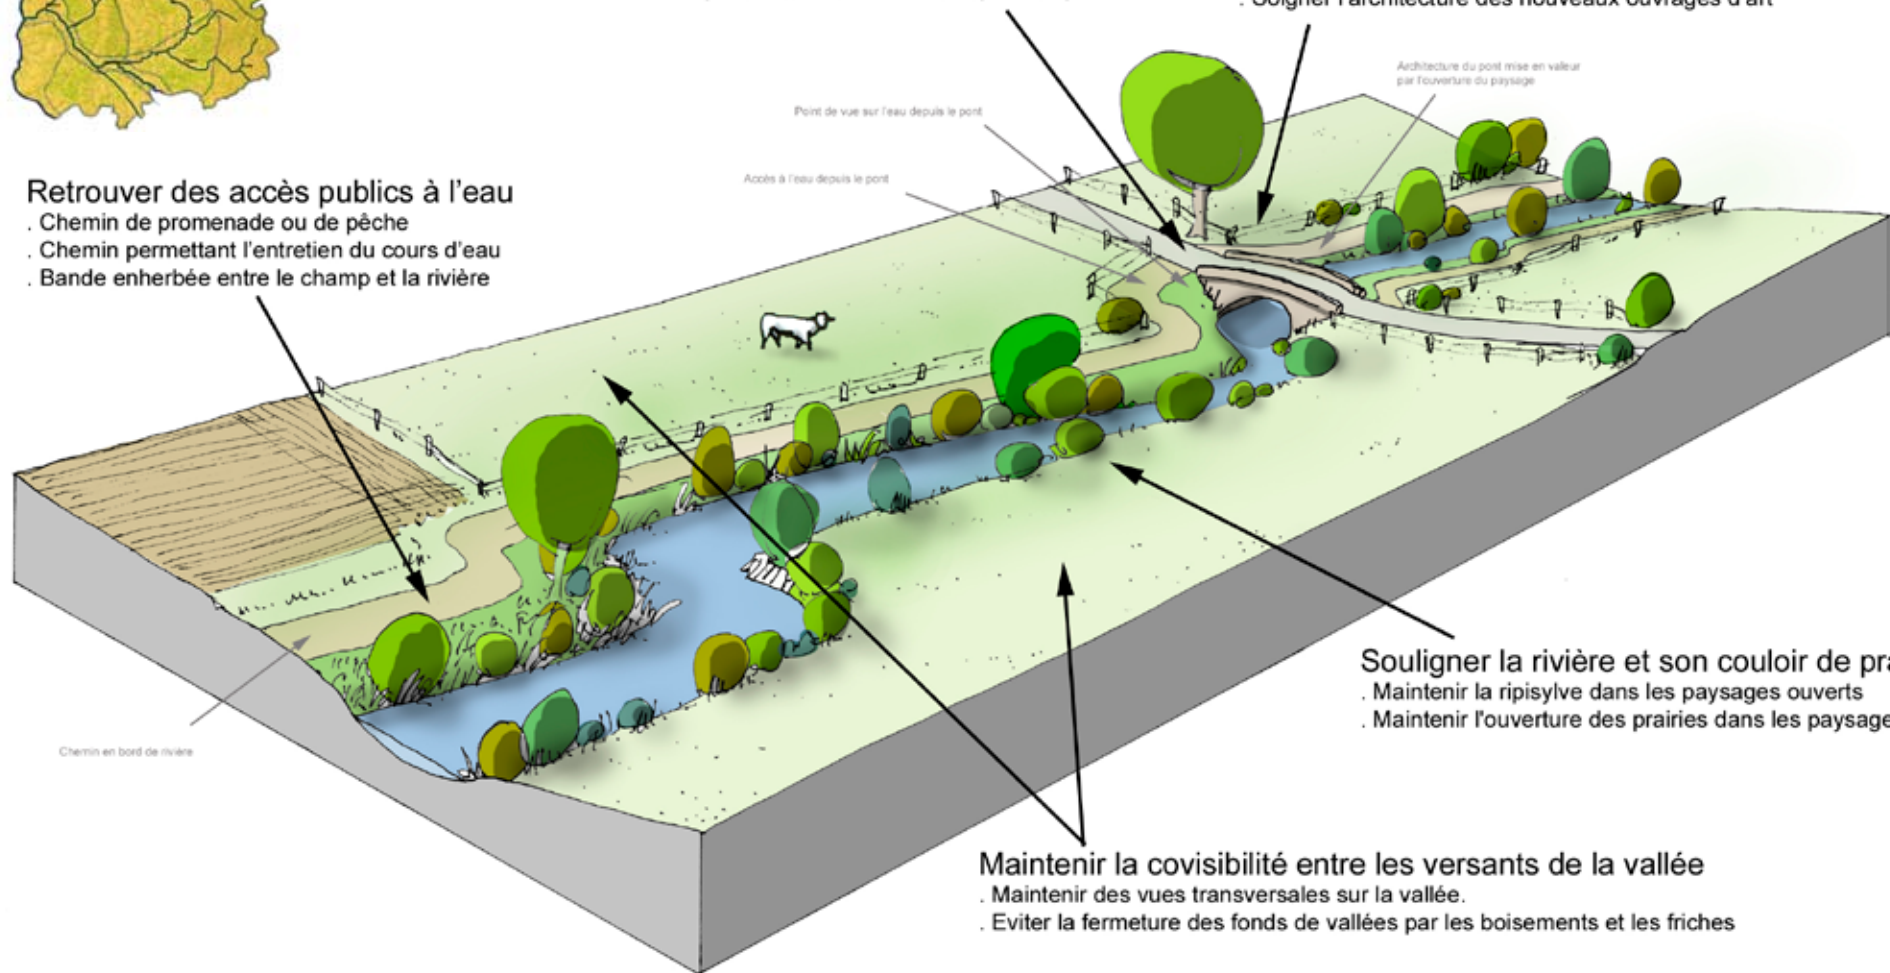 . Soigner l'architecture des nouveaux ouvrages d'art
Architecture du pont mise en valeur
par l'ouverture du paysage
Point de vue sur l'eau depuis le pont
Accès à l'eau depuis le pont
Retrouver des accès publics à l'eau
. Chemin de promenade ou de pêche
. Chemin permettant l'entretien du cours d'eau
. Bande enherbée entre le champ et la rivière
Souligner la rivière et son couloir de pra
. Maintenir la ripisylve dans les paysages ouverts
. Maintenir l'ouverture des prairies dans les paysage
Chemin en bord de rivière
Maintenir la covisibilité entre les versants de la vallée
. Maintenir des vues transversales sur la vallée.
. Eviter la fermeture des fonds de vallées par les boisements et les friches